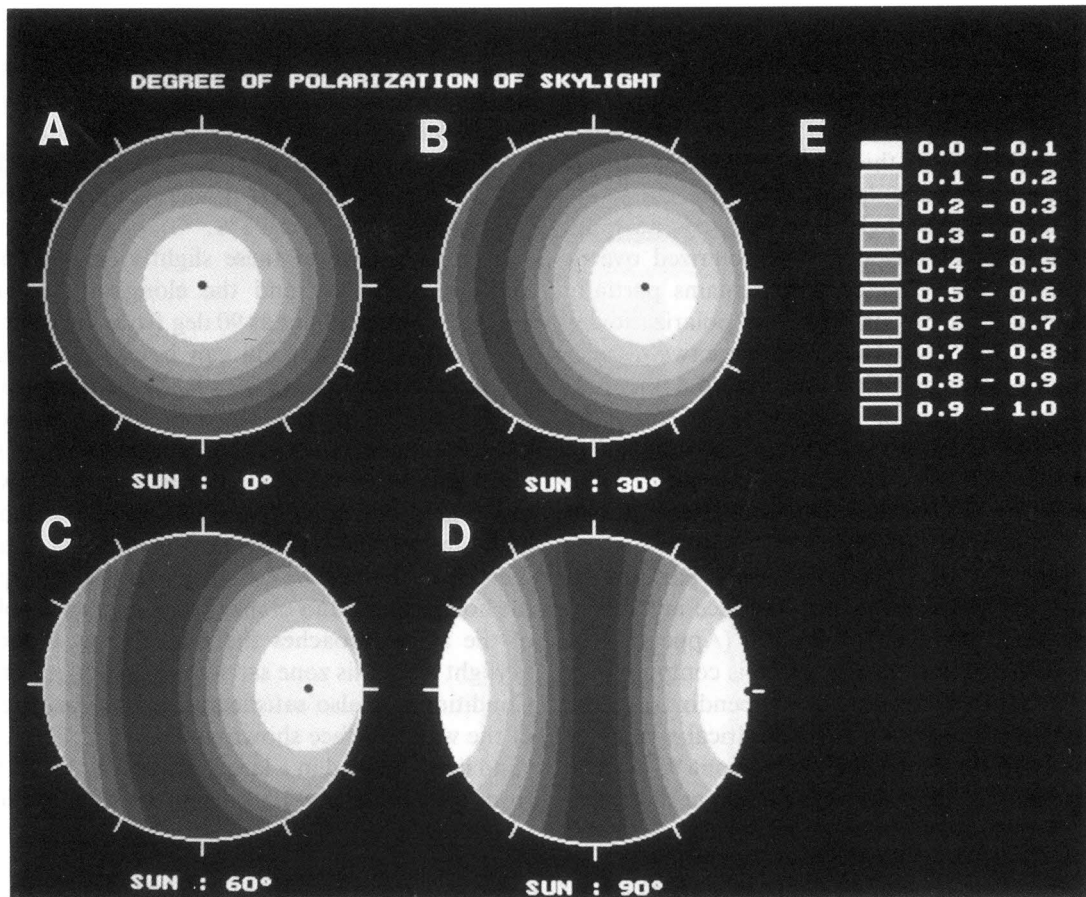 DEGREE OF POLARIZATION OF SKYLIGHT
A
B
E
0.0 - 0.1
0.1 - 0.2
0.2 - 0.3
0.3 - 0.4
0.4 - 0.5
0.5 - 0.6
0.6 - 0.7
0.7 - 0.8
0.8 - 0.9
0.9 - 1.0
SUN : 0°
SUN : 30°
C
D
SUN : 60°
SUN : 90°